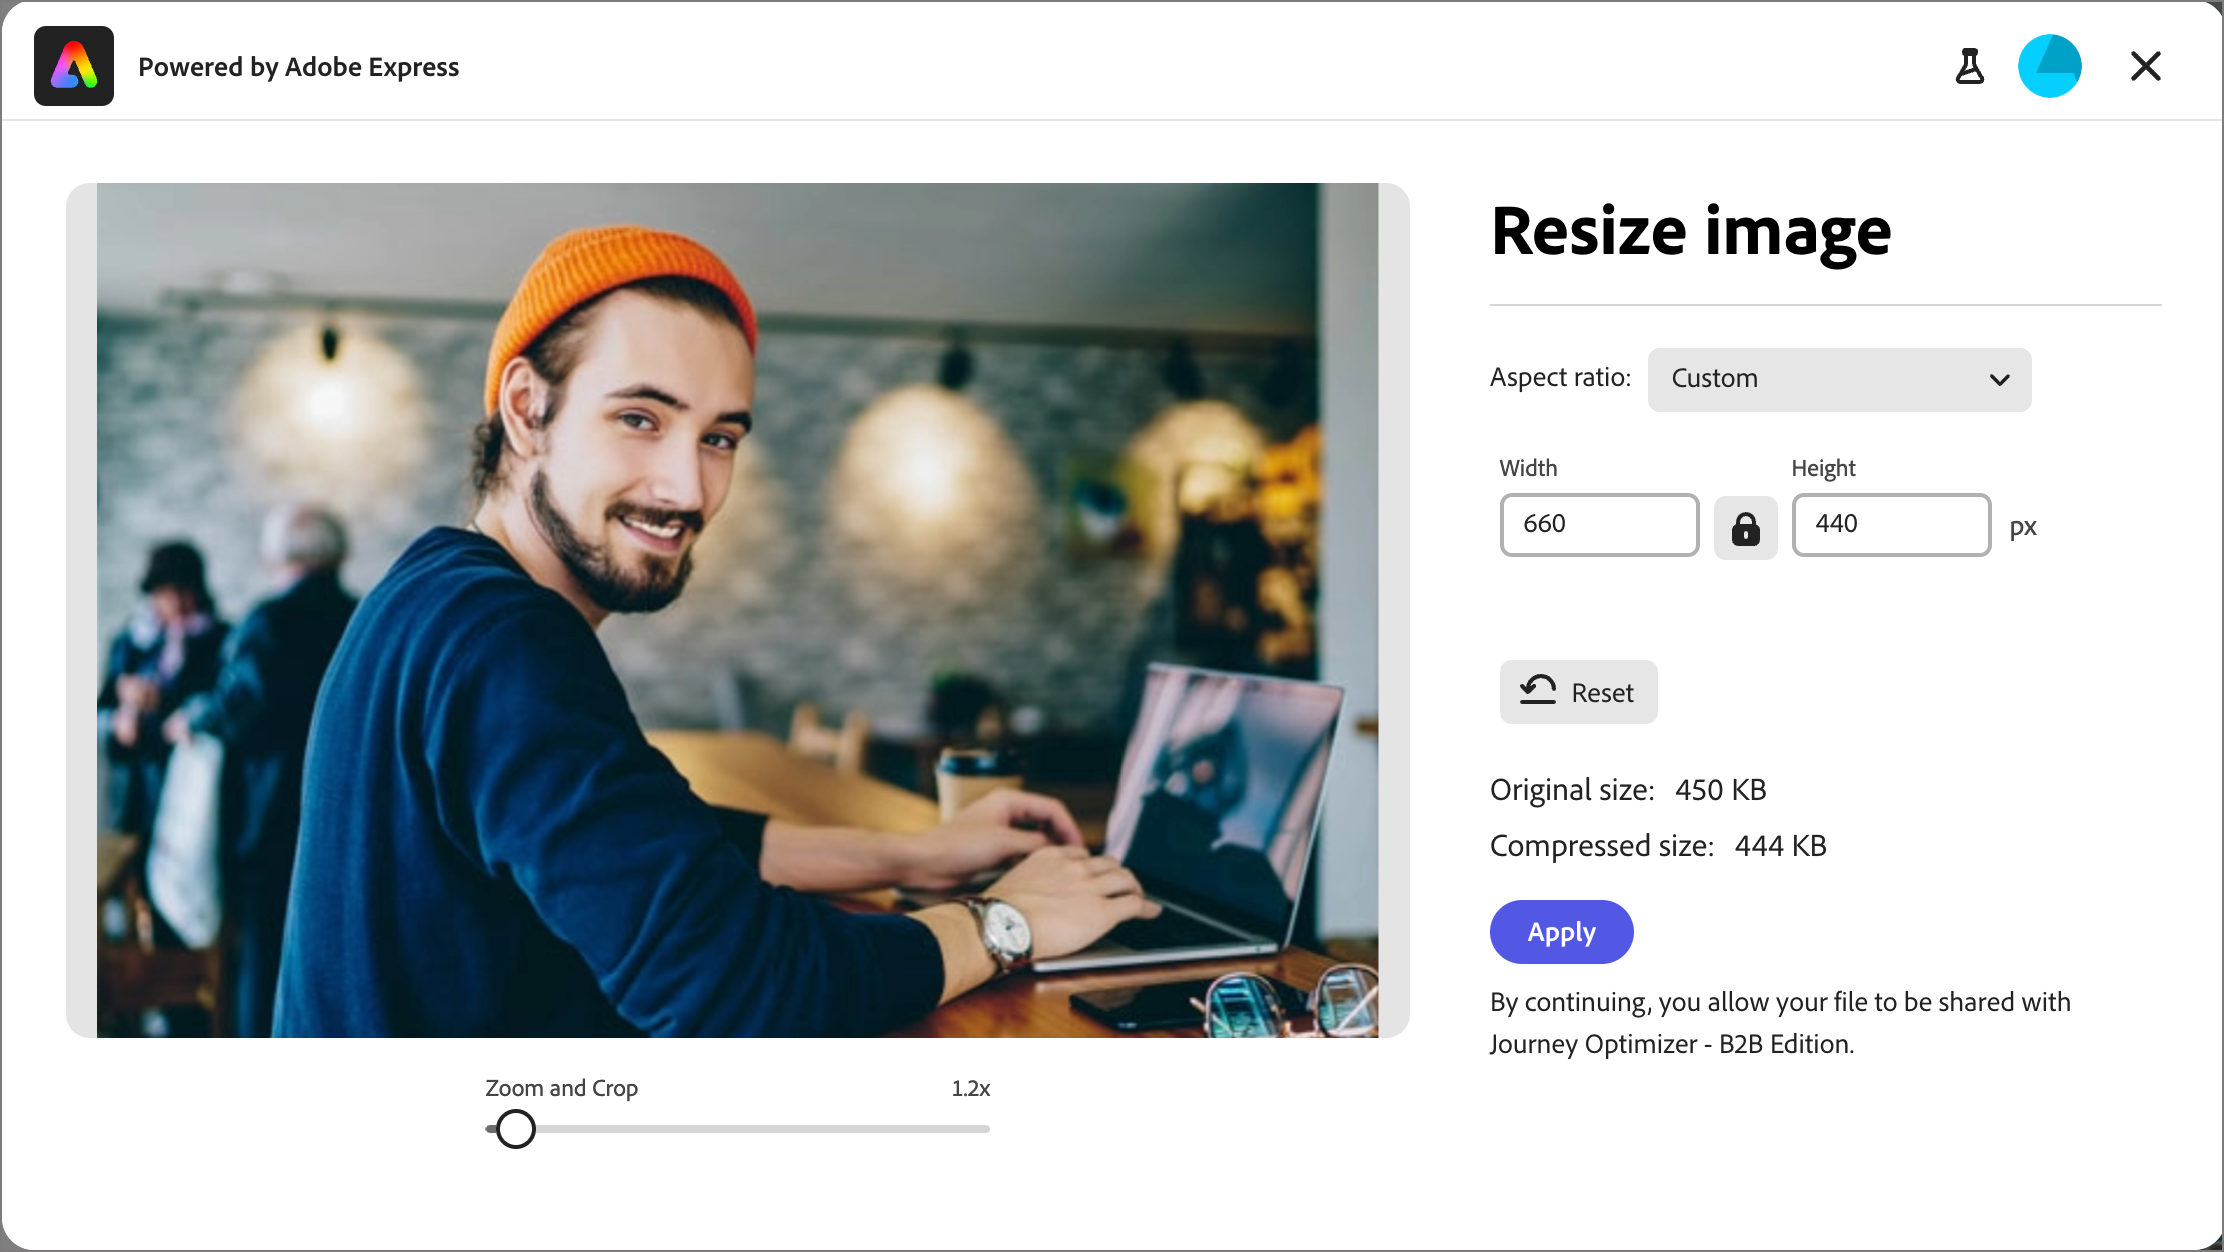 Powered by Adobe Express
Resize image
Aspect ratio: Custom
Width Height
660 440 px
Reset
Original size: 450 KB
Compressed size: 444 KB
Apply
By continuing, you allow your file to be shared with
Journey Optimizer - B2B Edition.
Zoom and Crop 1.2x